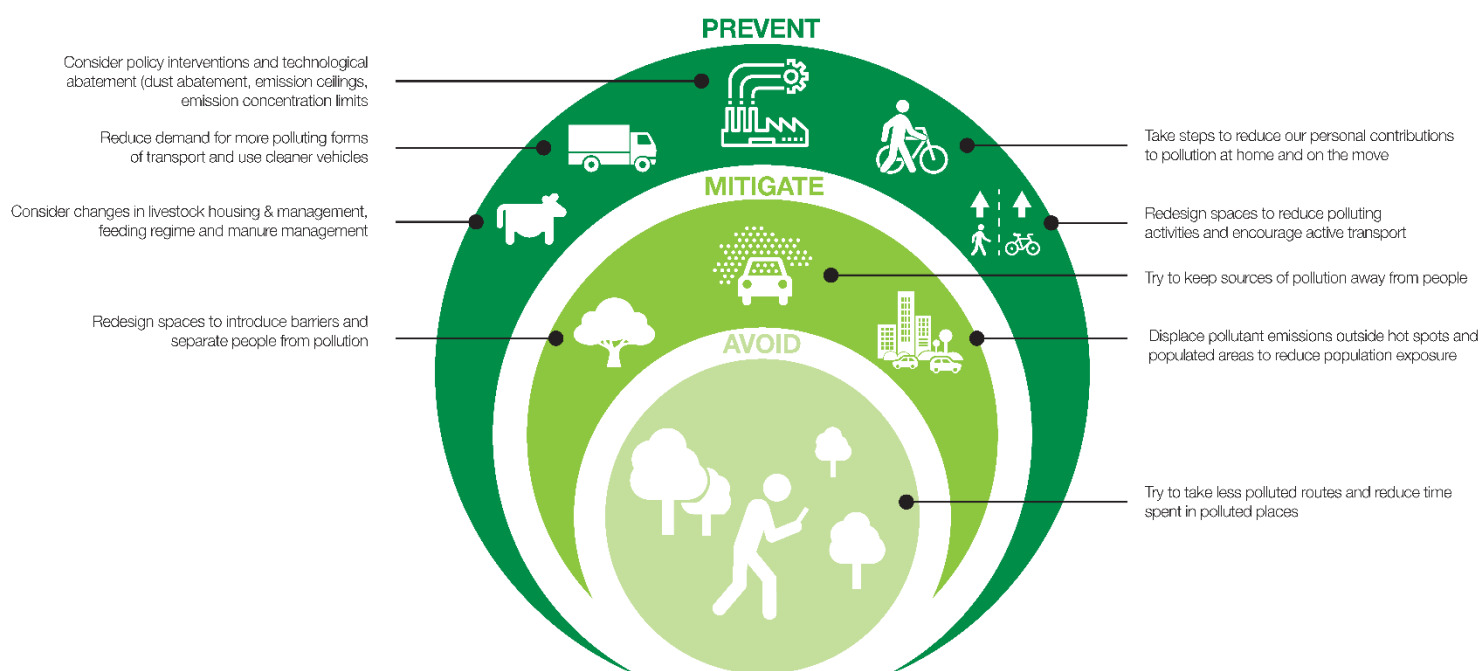 PREVENT
Consider policy interventions and technological
abatement (dust abatement, emission ceilings,
emission concentration limits
Reduce demand for more polluting forms
of transport and use cleaner vehicles
Take steps to reduce our personal contributions
to pollution at home and on the move
MITIGATE
Consider changes in livestock housing & management,
feeding regime and manure management
Redesign spaces to reduce polluting
activities and encourage active transport
Try to keep sources of pollution away from people
Redesign spaces to introduce barriers and
separate people from pollution
Displace pollutant emissions outside hot spots and
populated areas to reduce population exposure
AVOID
Try to take less polluted routes and reduce time
spent in polluted places